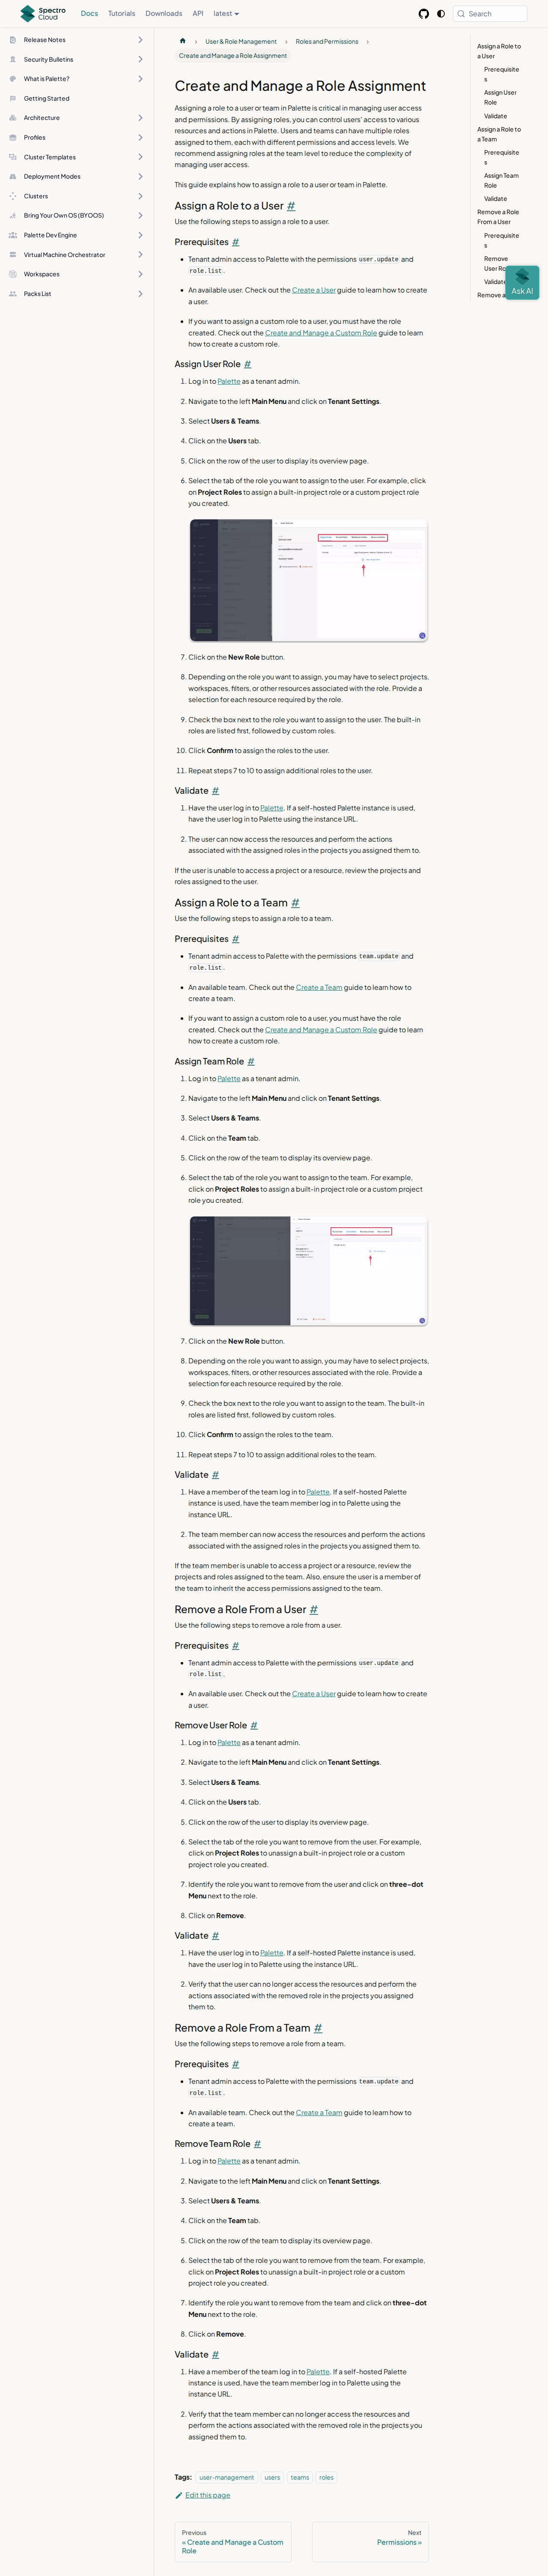 Spectro Cloud
Docs
Tutorials
Downloads
API
latest
Search
Release Notes
Security Bulletins
What is Palette?
Getting Started
Architecture
Profiles
Cluster Templates
Deployment Modes
Clusters
Bring Your Own OS (BYOOS)
Palette Dev Engine
Virtual Machine Orchestrator
Workspaces
Packs List
User & Role Management
Roles and Permissions
Create and Manage a Role Assignment
Create and Manage a Role Assignment
Assigning a role to a user or team in Palette is critical in managing user access
and permissions. By assigning roles, you can control users' access to various
resources and actions in Palette. Users and teams can have multiple roles
assigned to them, each with different permissions and access levels. We
recommend assigning roles at the team level to reduce the complexity of
managing user access.
This guide explains how to assign a role to a user or team in Palette.
Assign a Role to a User #
Use the following steps to assign a role to a user.
Prerequisites #
• Tenant admin access to Palette with the permissions user.update and
role.list.
• An available user. Check out the Create a User guide to learn how to create
a user.
• If you want to assign a custom role to a user, you must have the role
created. Check out the Create and Manage a Custom Role guide to learn
how to create a custom role.
Assign User Role #
1. Log in to Palette as a tenant admin.
2. Navigate to the left Main Menu and click on Tenant Settings.
3. Select Users & Teams.
4. Click on the Users tab.
5. Click on the row of the user to display its overview page.
6. Select the tab of the role you want to assign to the user. For example, click
on Project Roles to assign a built-in project role or a custom project role
you created.
7. Click on the New Role button.
8. Depending on the role you want to assign, you may have to select projects,
workspaces, filters, or other resources associated with the role. Provide a
selection for each resource required by the role.
9. Check the box next to the role you want to assign to the user. The built-in
roles are listed first, followed by custom roles.
10. Click Confirm to assign the roles to the user.
11. Repeat steps 7 to 10 to assign additional roles to the user.
Validate #
1. Have the user log in to Palette. If a self-hosted Palette instance is used,
have the user log in to Palette using the instance URL.
2. The user can now access the resources and perform the actions
associated with the assigned roles in the projects you assigned them to.
If the user is unable to access a project or a resource, review the projects and
roles assigned to the user.
Assign a Role to a Team #
Use the following steps to assign a role to a team.
Prerequisites #
• Tenant admin access to Palette with the permissions team.update and
role.list.
• An available team. Check out the Create a Team guide to learn how to
create a team.
• If you want to assign a custom role to a user, you must have the role
created. Check out the Create and Manage a Custom Role guide to learn
how to create a custom role.
Assign Team Role #
1. Log in to Palette as a tenant admin.
2. Navigate to the left Main Menu and click on Tenant Settings.
3. Select Users & Teams.
4. Click on the Team tab.
5. Click on the row of the team to display its overview page.
6. Select the tab of the role you want to assign to the team. For example,
click on Project Roles to assign a built-in project role or a custom project
role you created.
7. Click on the New Role button.
8. Depending on the role you want to assign, you may have to select projects,
workspaces, filters, or other resources associated with the role. Provide a
selection for each resource required by the role.
9. Check the box next to the role you want to assign to the team. The built-in
roles are listed first, followed by custom roles.
10. Click Confirm to assign the roles to the team.
11. Repeat steps 7 to 10 to assign additional roles to the team.
Validate #
1. Have a member of the team log in to Palette. If a self-hosted Palette
instance is used, have the team member log in to Palette using the
instance URL.
2. The team member can now access the resources and perform the actions
associated with the assigned roles in the projects you assigned them to.
If the team member is unable to access a project or a resource, review the
projects and roles assigned to the team. Also, ensure the user is a member of
the team to inherit the access permissions assigned to the team.
Remove a Role From a User #
Use the following steps to remove a role from a user.
Prerequisites #
• Tenant admin access to Palette with the permissions user.update and
role.list.
• An available user. Check out the Create a User guide to learn how to create
a user.
Remove User Role #
1. Log in to Palette as a tenant admin.
2. Navigate to the left Main Menu and click on Tenant Settings.
3. Select Users & Teams.
4. Click on the Users tab.
5. Click on the row of the user to display its overview page.
6. Select the tab of the role you want to remove from the user. For example,
click on Project Roles to unassign a built-in project role or a custom
project role you created.
7. Identify the role you want to remove from the user and click on three-dot
Menu next to the role.
8. Click on Remove.
Validate #
1. Have the user log in to Palette. If a self-hosted Palette instance is used,
have the user log in to Palette using the instance URL.
2. Verify that the user can no longer access the resources and perform the
actions associated with the removed role in the projects you assigned
them to.
Remove a Role From a Team #
Use the following steps to remove a role from a team.
Prerequisites #
• Tenant admin access to Palette with the permissions team.update and
role.list.
• An available team. Check out the Create a Team guide to learn how to
create a team.
Remove Team Role #
1. Log in to Palette as a tenant admin.
2. Navigate to the left Main Menu and click on Tenant Settings.
3. Select Users & Teams.
4. Click on the Team tab.
5. Click on the row of the team to display its overview page.
6. Select the tab of the role you want to remove from the team. For example,
click on Project Roles to unassign a built-in project role or a custom
project role you created.
7. Identify the role you want to remove from the team and click on three-dot
Menu next to the role.
8. Click on Remove.
Validate #
1. Have a member of the team log in to Palette. If a self-hosted Palette
instance is used, have the team member log in to Palette using the
instance URL.
2. Verify that the team member can no longer access the resources and
perform the actions associated with the removed role in the projects you
assigned them to.
Tags: user-management users teams roles
Edit this page
Previous
« Create and Manage a Custom
Role
Next
Permissions »
Assign a Role to
a User
Prerequisite
s
Assign User
Role
Validate
Assign a Role to
a Team
Prerequisite
s
Assign Team
Role
Validate
Remove a Role
From a User
Prerequisite
s
Remove
User Ro
Validate
Remove a
Ask AI